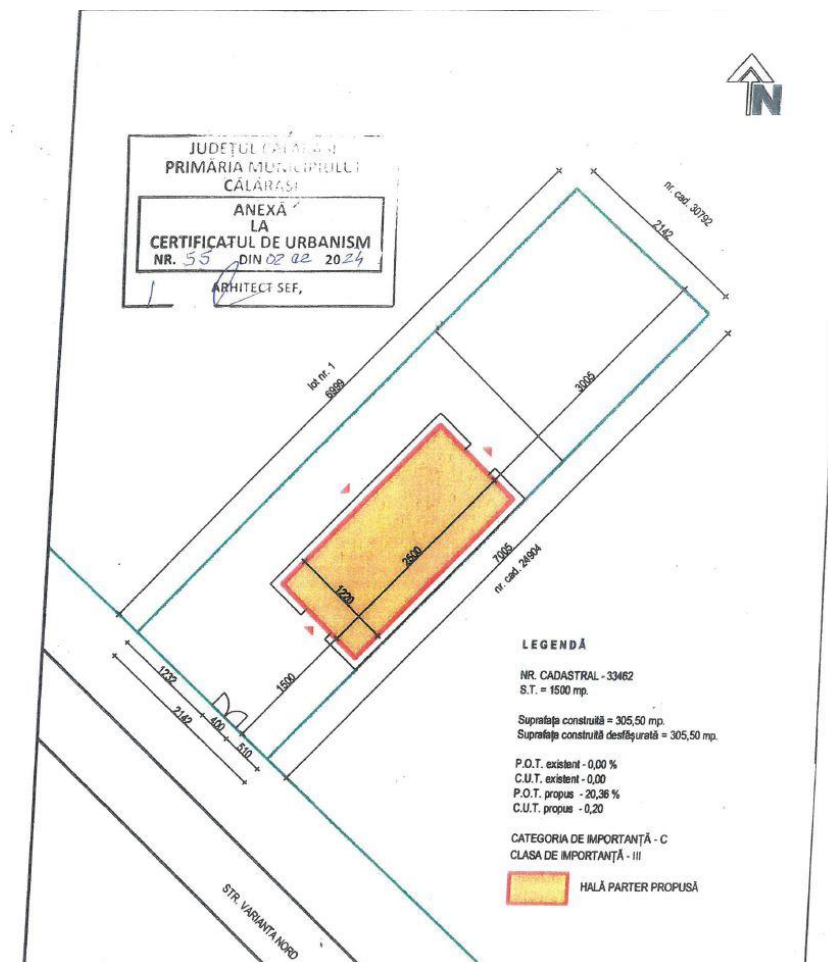 N
JUDEȚUL CĂLĂRAȘI
PRIMĂRIA MUNICIPIULUI
CĂLĂRAȘI
ANEXĂ
LA
CERTIFICATUL DE URBANISM
NR. 55 DIN 02 02 2024
ARHITECT SEF,
nr. cad. 30792
2142
lot nr. 1
6999
3005
2500
1220
7005
nr. cad. 24904
1500
1232
400
510
2142
STR. VARIANTA NORD
LEGENDĂ
NR. CADASTRAL - 33462
S.T. = 1500 mp.
Suprafața construită = 305,50 mp.
Suprafața construită desfășurată = 305,50 mp.
P.O.T. existent - 0,00 %
C.U.T. existent - 0,00
P.O.T. propus - 20,36 %
C.U.T. propus - 0,20
CATEGORIA DE IMPORTANȚĂ - C
CLASA DE IMPORTANȚĂ - III
HALĂ PARTER PROPUSĂ